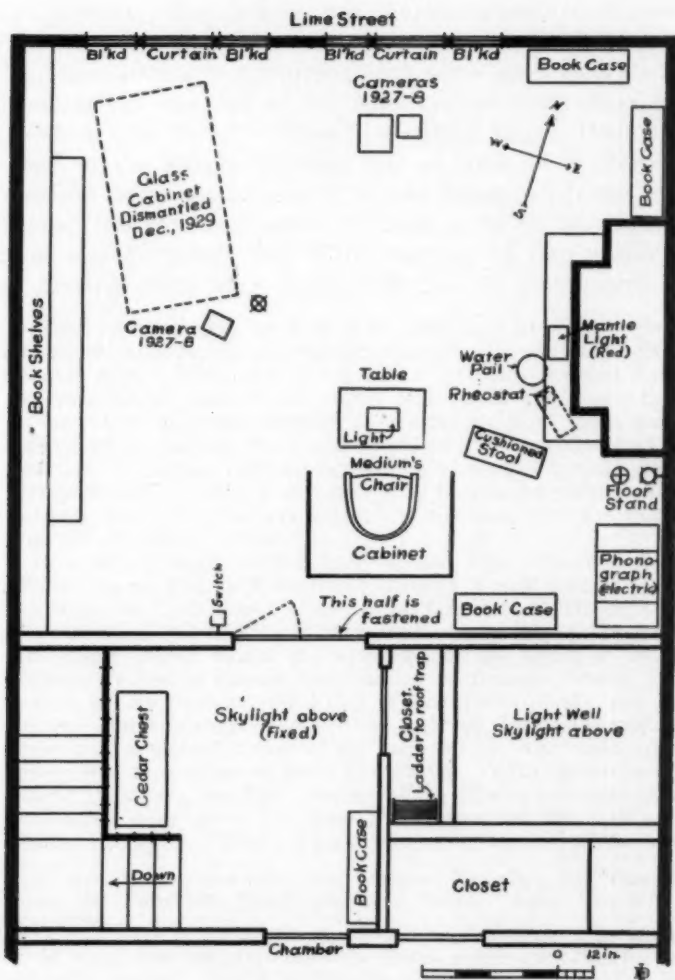 Lime Street
Bl'kd Curtain Bl'kd Bl'kd Curtain Bl'kd
Book Case
Cameras
1927-8
N
W
E
S
Book Case
Glass
Cabinet
Dismantled
Dec., 1929
Camera
1927-8
Book Shelves
Mantle
Light
(Red)
Water
Pail
Rheostat
Table
Light
Cushioned
Stool
Medium's
Chair
Cabinet
Floor
Stand
Phono-
graph
(electric)
Switch
This half is
fastened
Book Case
Skylight above
(Fixed)
Cedar Chest
Closet.
Ladder to roof trap
Light Well
Skylight above
Book Case
Down
Closet
Chamber
0 12 in.